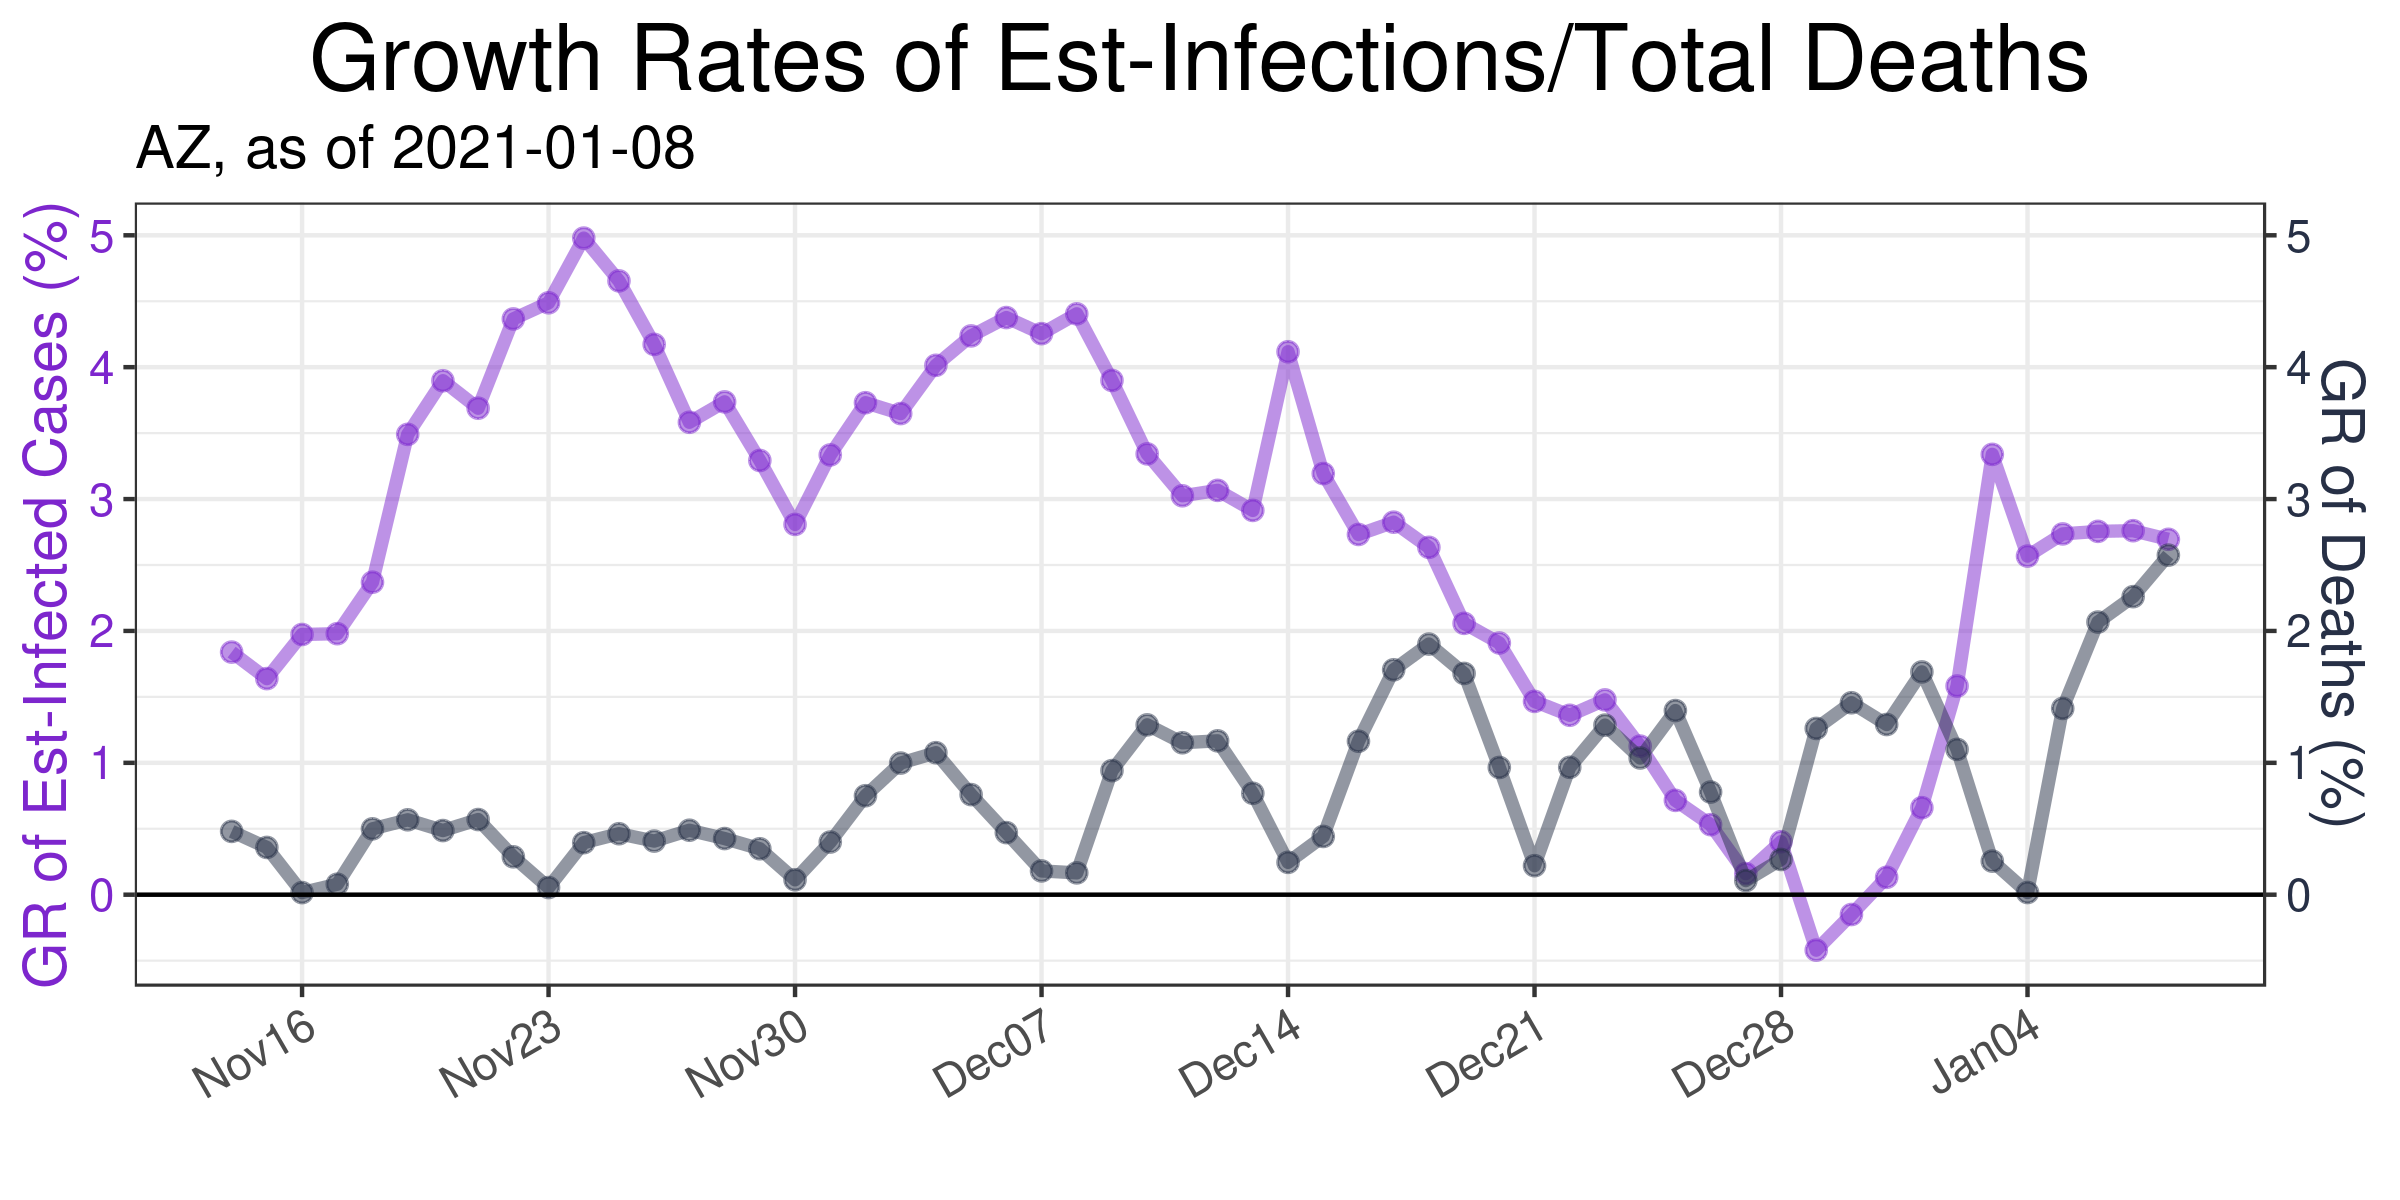 Growth Rates of Est-Infections/Total Deaths
AZ, as of 2021-01-08
GR of Est-Infected Cases (%)
5
4
3
2
1
0
5
4
3
2
1
0
GR of Deaths (%)
Nov16
Nov23
Nov30
Dec07
Dec14
Dec21
Dec28
Jan04